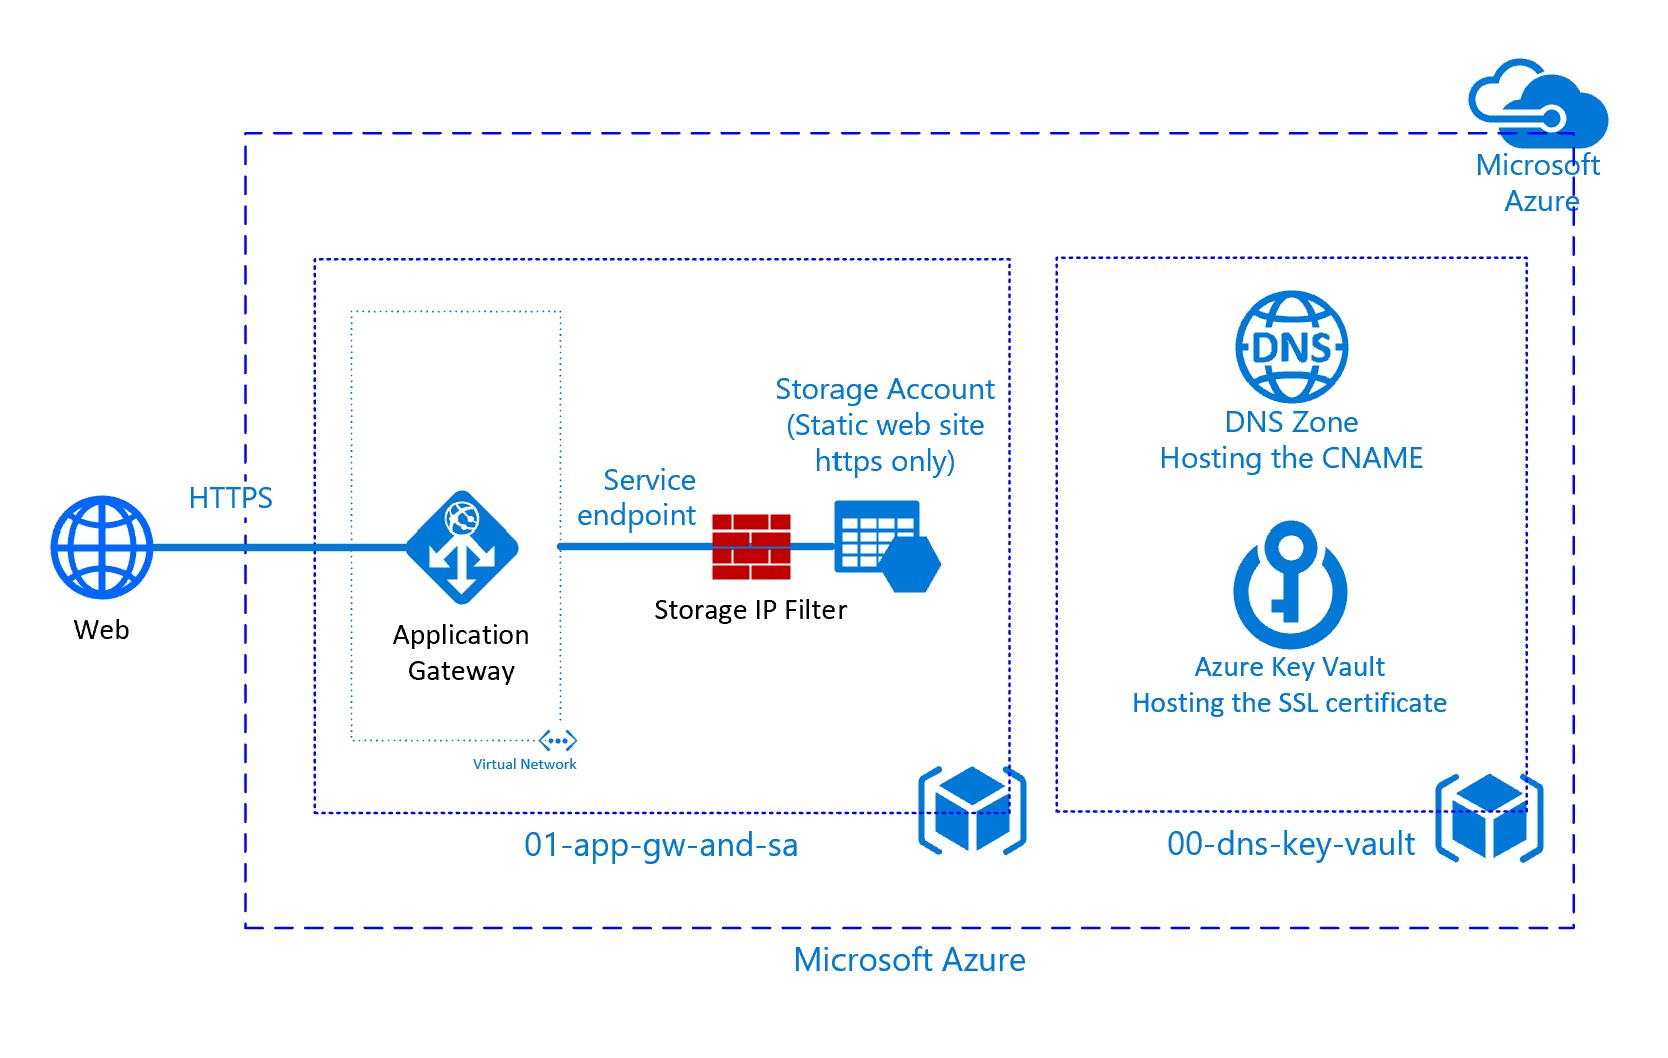 Microsoft
Azure
Storage Account
(Static web site
https only)
Service
endpoint
HTTPS
Web
Application
Gateway
Storage IP Filter
Virtual Network
01-app-gw-and-sa
DNS
DNS Zone
Hosting the CNAME
Azure Key Vault
Hosting the SSL certificate
00-dns-key-vault
Microsoft Azure